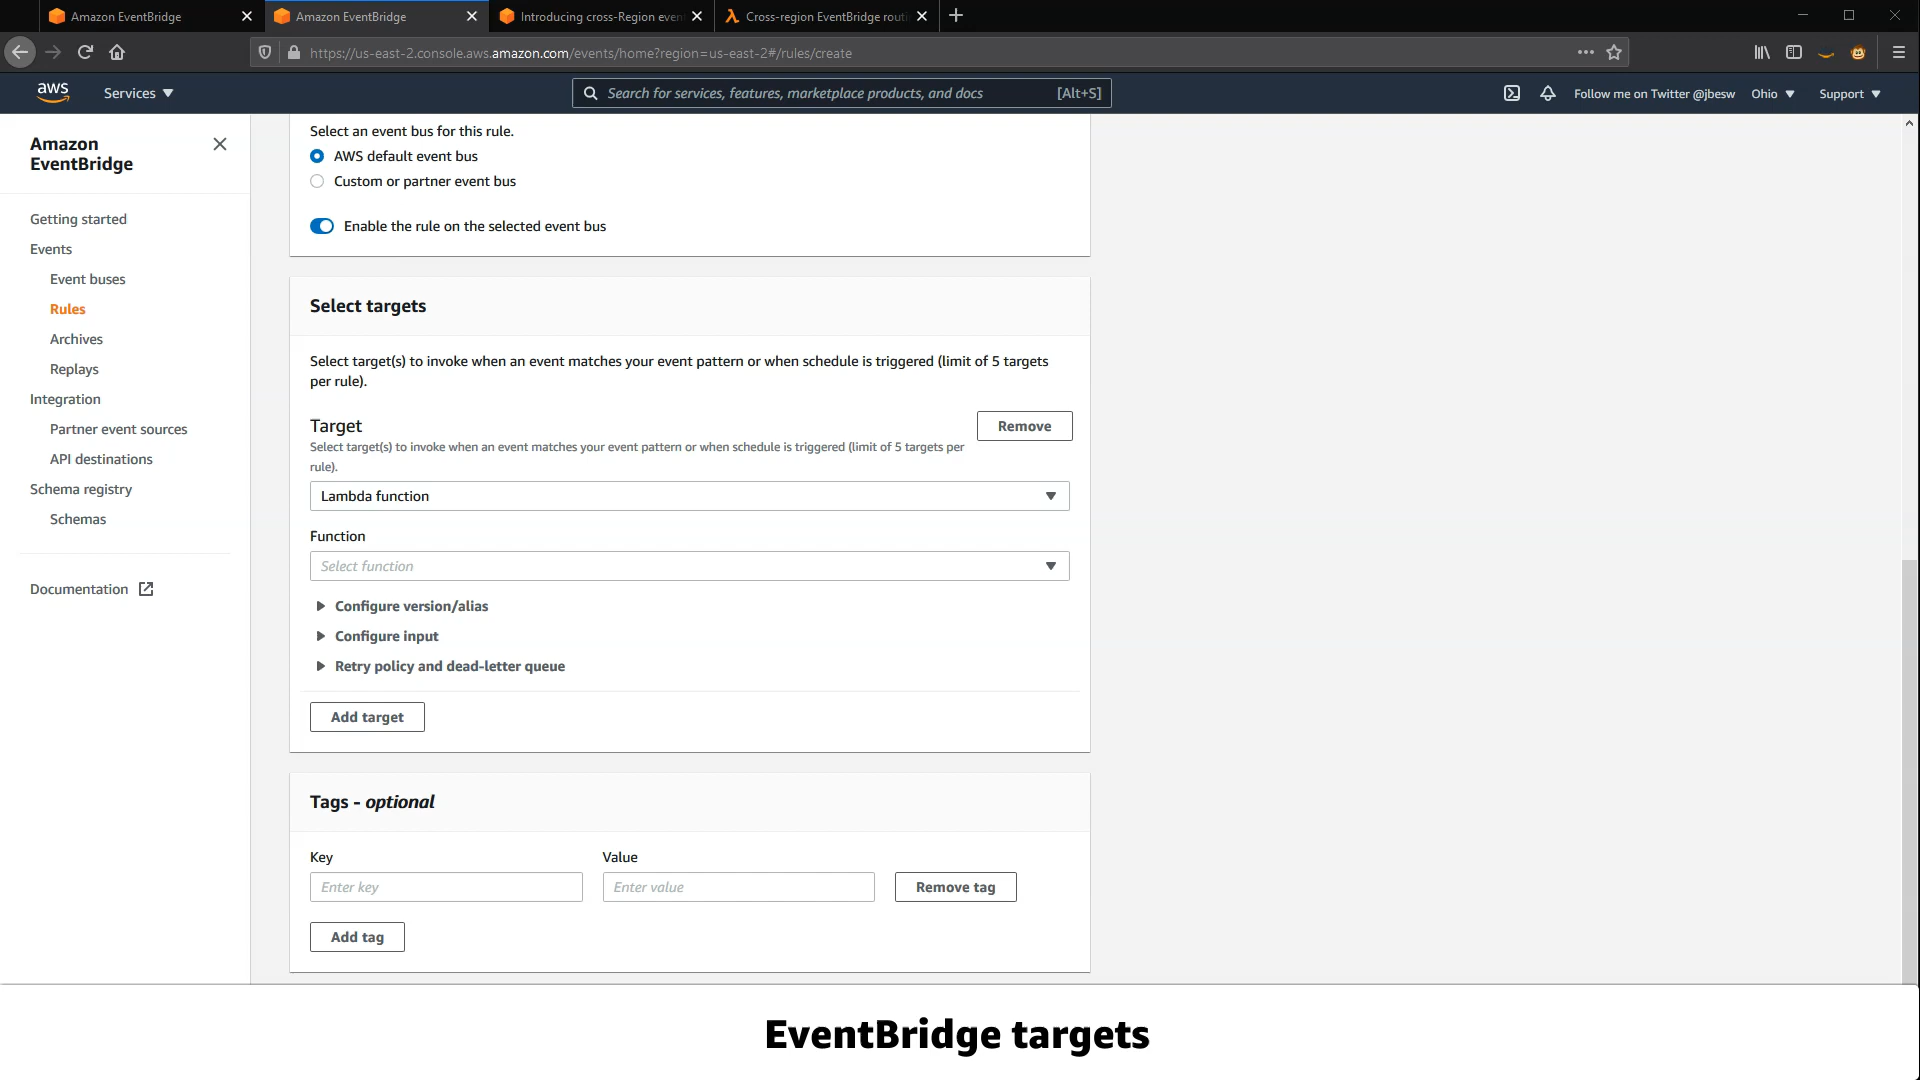 Amazon EventBridge
Amazon EventBridge
Introducing cross-Region even
Cross-region EventBridge routi
https://us-east-2.console.aws.amazon.com/events/home?region=us-east-2#/rules/create
aws
Services
Search for services, features, marketplace products, and docs
[Alt+S]
Follow me on Twitter @jbesw
Ohio
Support
Amazon
EventBridge
Getting started
Events
Event buses
Rules
Archives
Replays
Integration
Partner event sources
API destinations
Schema registry
Schemas
Documentation
Select an event bus for this rule.
AWS default event bus
Custom or partner event bus
Enable the rule on the selected event bus
Select targets
Select target(s) to invoke when an event matches your event pattern or when schedule is triggered (limit of 5 targets
per rule).
Target
Remove
Select target(s) to invoke when an event matches your event pattern or when schedule is triggered (limit of 5 targets per
rule).
Lambda function
Function
Select function
Configure version/alias
Configure input
Retry policy and dead-letter queue
Add target
Tags - optional
Key
Value
Enter key
Enter value
Remove tag
Add tag
EventBridge targets